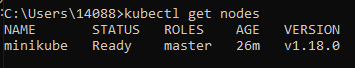 C:\Users\14088>kubectl get nodes
NAME STATUS ROLES AGE VERSION
minikube Ready master 26m v1.18.0